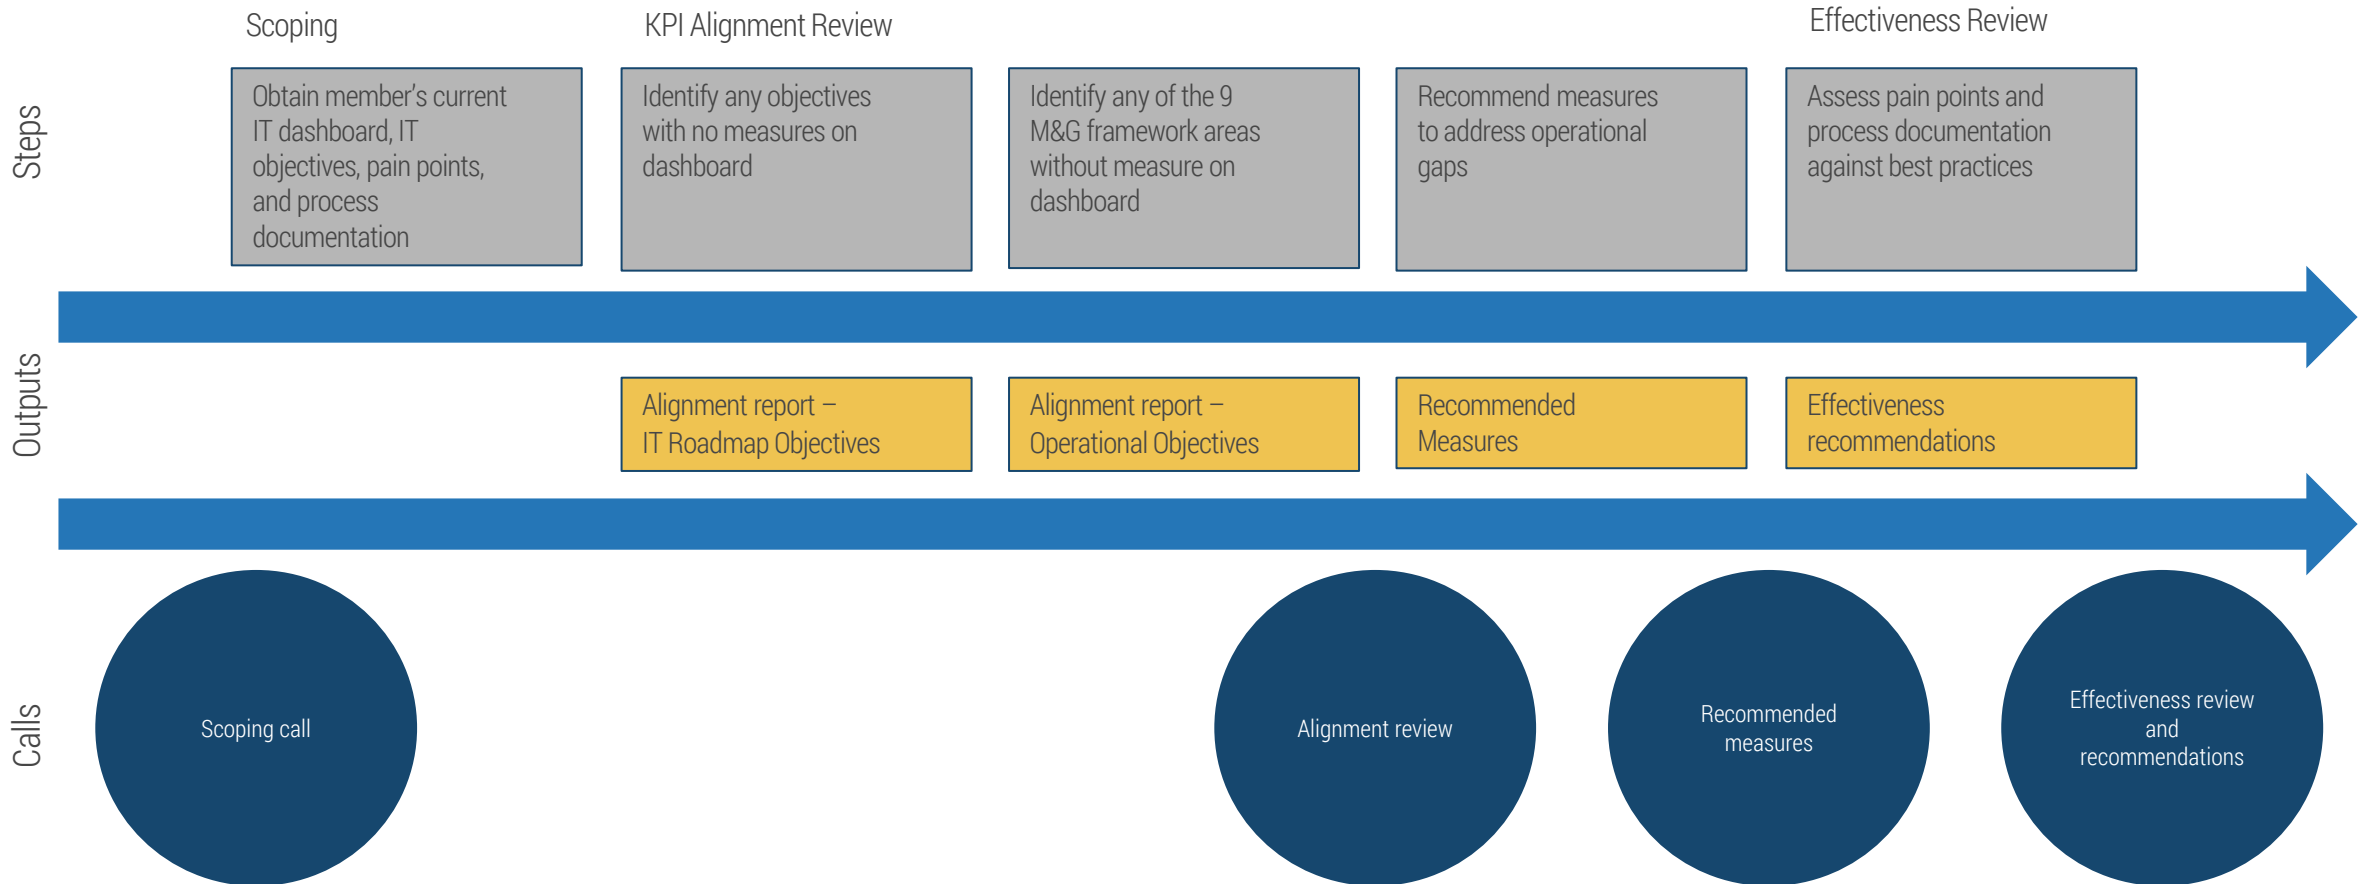 Scoping
KPI Alignment Review
Effectiveness Review
Steps
Obtain member’s current
IT dashboard, IT
objectives, pain points,
and process
documentation
Identify any objectives
with no measures on
dashboard
Identify any of the 9
M&G framework areas
without measure on
dashboard
Recommend measures
to address operational
gaps
Assess pain points and
process documentation
against best practices
Outputs
Alignment report –
IT Roadmap Objectives
Alignment report –
Operational Objectives
Recommended
Measures
Effectiveness
recommendations
Calls
Scoping call
Alignment review
Recommended
measures
Effectiveness review
and
recommendations